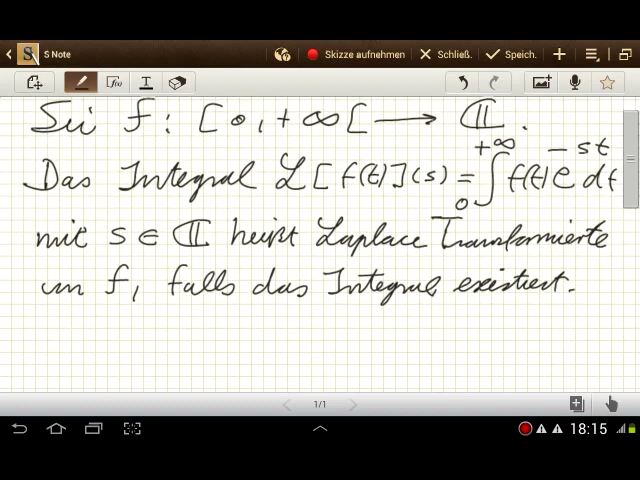 S Note
Skizze aufnehmen
Schließ.
Speich.
Sei f: [0, +∞[ ⟶ ℂ.
Das Integral ℒ[f(t)](s) = ∫₀^{+∞} f(t) e^{-st} dt
mit s ∈ ℂ heißt Laplace Transformierte
von f, falls das Integral existiert.
1/1
18:15